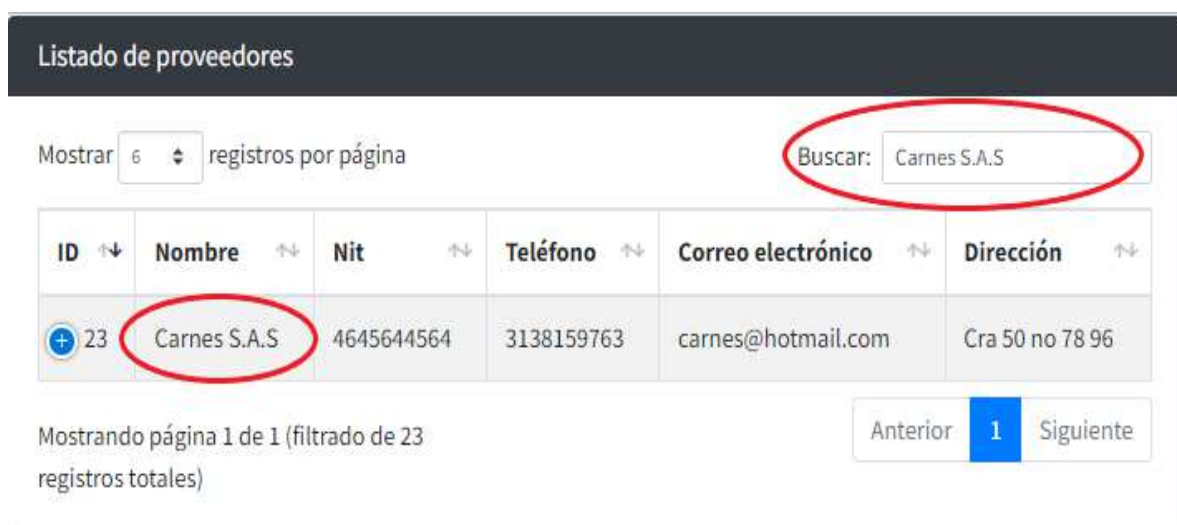 Listado de proveedores
Mostrar 6 registros por página Buscar: Carnes S.A.S
ID Nombre Nit Teléfono Correo electrónico Dirección
23 Carnes S.A.S 4645644564 3138159763 carnes@hotmail.com Cra 50 no 78 96
Mostrando página 1 de 1 (filtrado de 23
registros totales)
Anterior 1 Siguiente